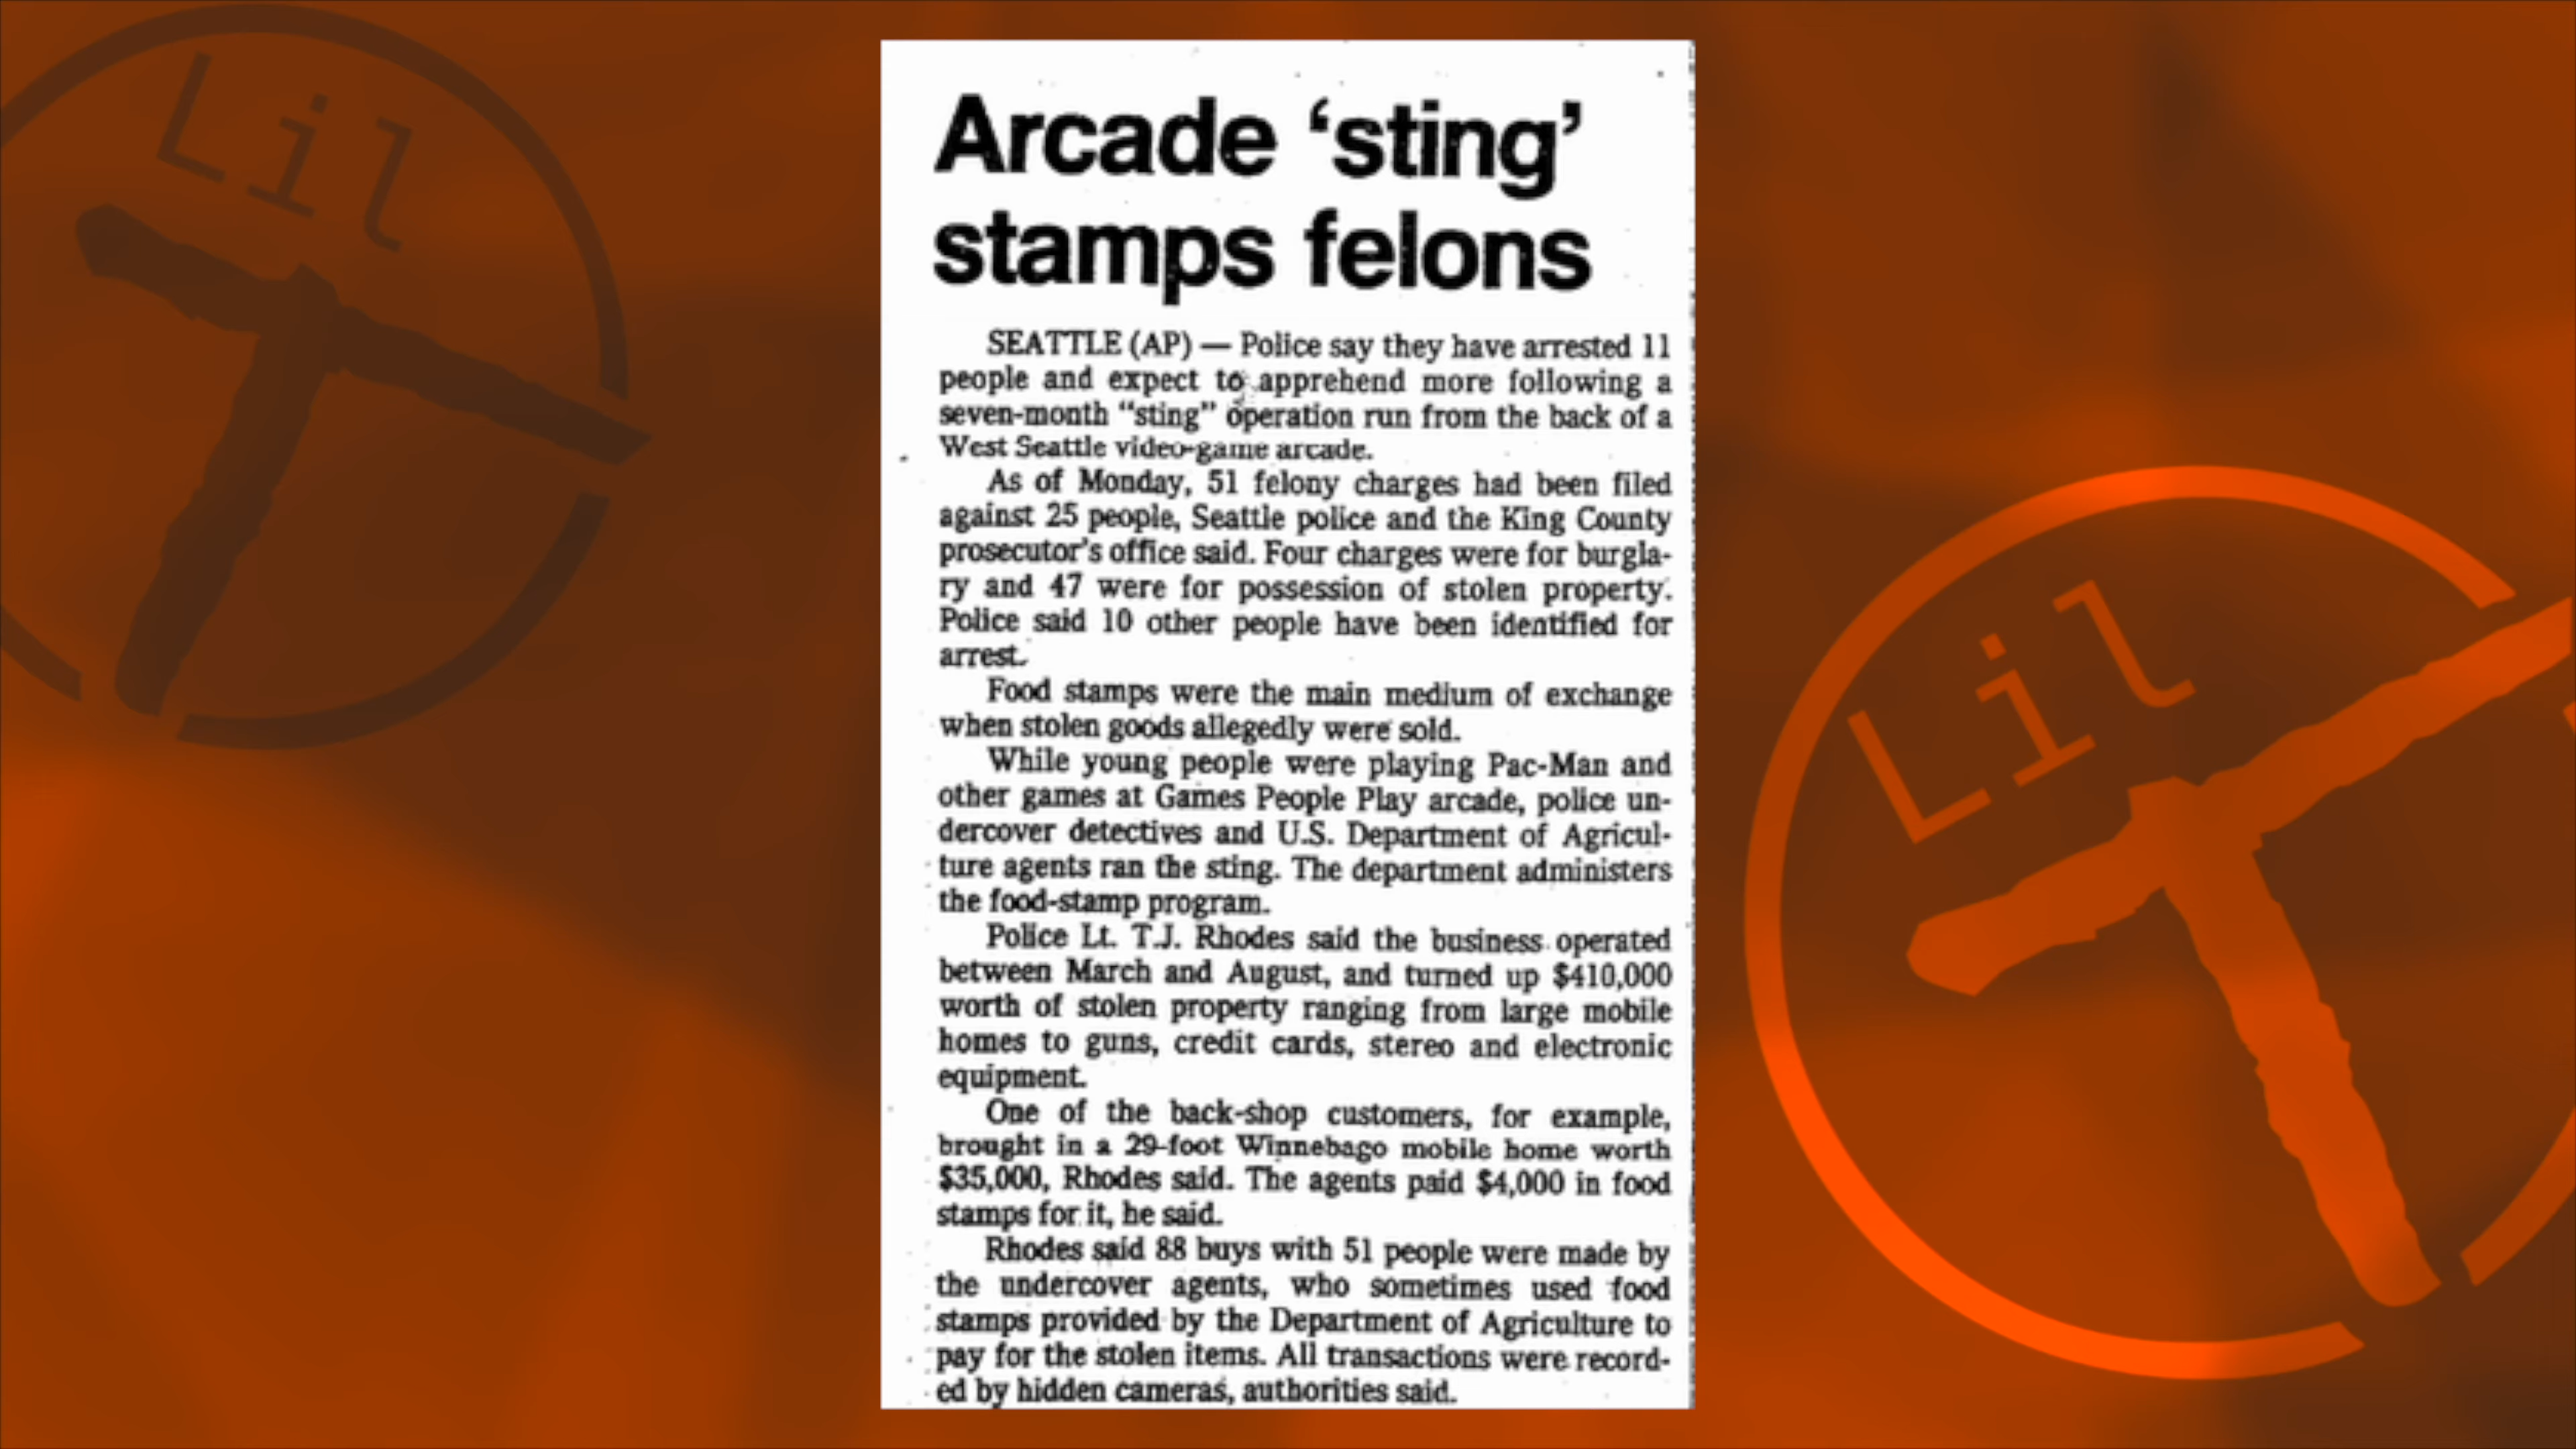 Lil
Arcade ‘sting’
stamps felons
SEATTLE (AP) — Police say they have arrested 11
people and expect to apprehend more following a
seven-month “sting” operation run from the back of a
West Seattle video-game arcade.
As of Monday, 51 felony charges had been filed
against 25 people, Seattle police and the King County
prosecutor’s office said. Four charges were for burgla-
ry and 47 were for possession of stolen property.
Police said 10 other people have been identified for
arrest.
Food stamps were the main medium of exchange
when stolen goods allegedly were sold.
While young people were playing Pac-Man and
other games at Games People Play arcade, police un-
dercover detectives and U.S. Department of Agricul-
ture agents ran the sting. The department administers
the food-stamp program.
Police Lt. T.J. Rhodes said the business operated
between March and August, and turned up $410,000
worth of stolen property ranging from large mobile
homes to guns, credit cards, stereo and electronic
equipment.
One of the back-shop customers, for example,
brought in a 29-foot Winnebago mobile home worth
$35,000, Rhodes said. The agents paid $4,000 in food
stamps for it, he said.
Rhodes said 88 buys with 51 people were made by
the undercover agents, who sometimes used food
stamps provided by the Department of Agriculture to
pay for the stolen items. All transactions were record-
ed by hidden cameras, authorities said.
Lil